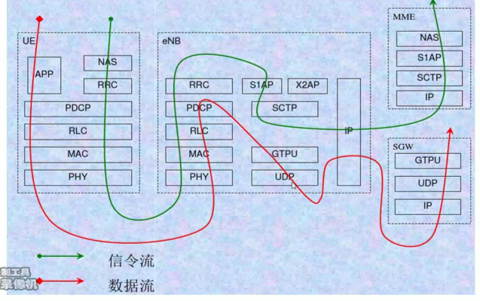 UE
APP
NAS
RRC
PDCP
RLC
MAC
PHY
eNB
RRC
S1AP
X2AP
PDCP
SCTP
RLC
MAC
GTPU
PHY
UDP
IP
MME
NAS
S1AP
SCTP
IP
SGW
GTPU
UDP
IP
信令流
数据流